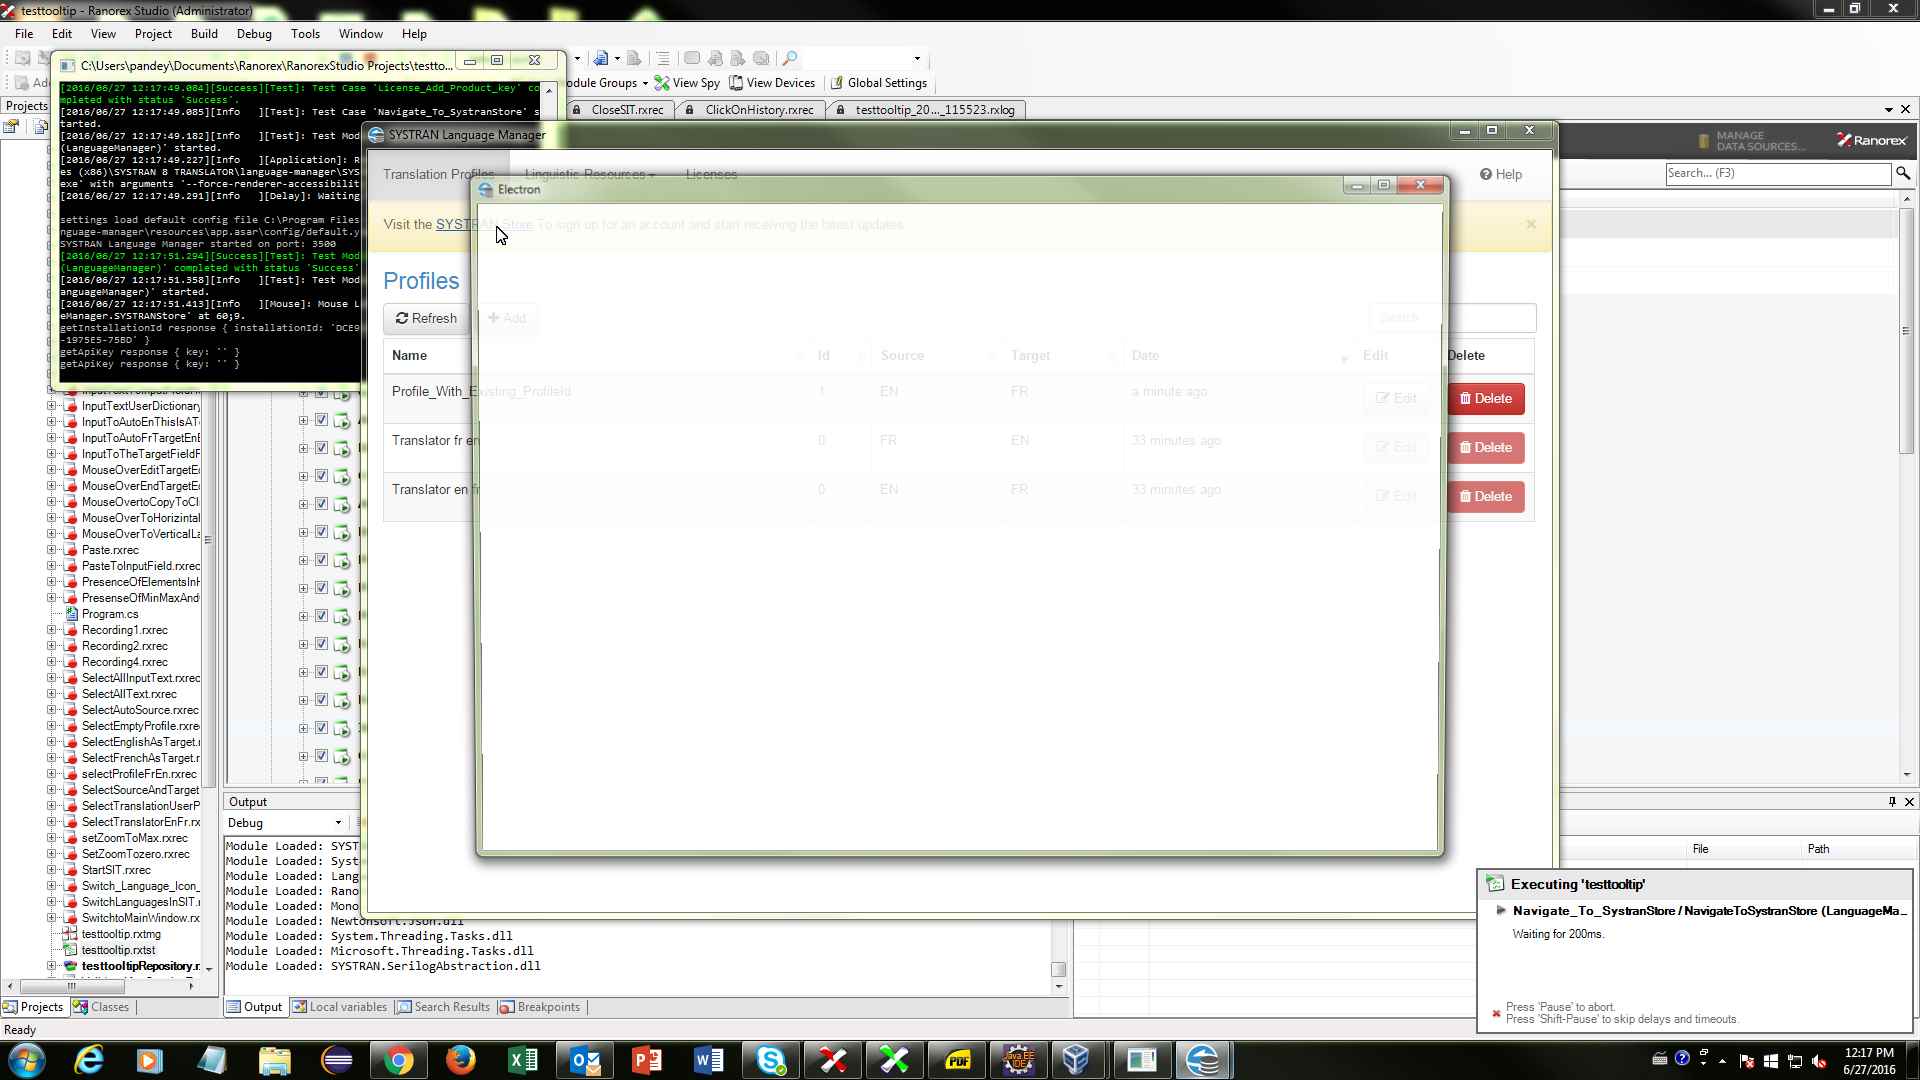 testtooltip - Ranorex Studio (Administrator)
File Edit View Project Build Debug Tools Window Help
C:\Users\pandey\Documents\Ranorex\RanorexStudio Projects\testto...
Module Groups View Spy View Devices Global Settings
Projects
CloseSIT.rxrec ClickOnHistory.rxrec testtooltip_20..._115523.rxlog
MANAGE
DATA SOURCES...
Ranorex
Search... (F3)
[2016/06/27 12:17:49.084][Success][Test]: Test Case 'License_Add_Product_key' co
mpleted with status 'Success'.
[2016/06/27 12:17:49.085][Info ][Test]: Test Case 'Navigate_To_SystranStore' s
tarted.
[2016/06/27 12:17:49.182][Info ][Test]: Test Mod
(LanguageManager)' started.
[2016/06/27 12:17:49.227][Info ][Application]: R
es (x86)\SYSTRAN 8 TRANSLATOR\language-manager\SYS
exe' with arguments '--force-renderer-accessibilit
[2016/06/27 12:17:49.291][Info ][Delay]: Waiting
settings load default config file C:\Program Files
nguage-manager\resources\app.asar\config/default.y
SYSTRAN Language Manager started on port: 3500
[2016/06/27 12:17:51.294][Success][Test]: Test Mod
(LanguageManager)' completed with status 'Success'
[2016/06/27 12:17:51.358][Info ][Test]: Test Mod
anguageManager)' started.
[2016/06/27 12:17:51.413][Info ][Mouse]: Mouse L
eManager.SYSTRANStore' at 60;9.
getInstallationId response { installationId: 'DCE9
-1975E5-75BD' }
getApiKey response { key: '' }
getApiKey response { key: '' }
SYSTRAN Language Manager
Translation Profiles Linguistic Resources Licenses Help
Electron
Visit the SYSTRAN Store To sign up for an account and start receiving the latest updates.
Profiles
Refresh Add Search
Name Id Source Target Date Edit Delete
Profile_With_Existing_ProfileId 1 EN FR a minute ago Edit Delete
Translator fr en 0 FR EN 33 minutes ago Edit Delete
Translator en fr 0 EN FR 33 minutes ago Edit Delete
InputTextUserDictionary
InputToAutoEnThisIsATe
InputToAutoFrTargetEnE
InputToTheTargetFieldF
MouseOverEditTargetEd
MouseOverEndTargetEd
MouseOvertoCopyToCl
MouseOverToHorizintal
MouseOverToVerticalLa
Paste.rxrec
PasteToInputField.rxrec
PresenceOfElementsInH
PresenseOfMinMaxAnd
Program.cs
Recording1.rxrec
Recording2.rxrec
Recording4.rxrec
SelectAllInputText.rxrec
SelectAllText.rxrec
SelectAutoSource.rxrec
SelectEmptyProfile.rxrec
SelectEnglishAsTarget.r
SelectFrenchAsTarget.r
selectProfileFrEn.rxrec
SelectSourceAndTarget
SelectTranslationUserP
SelectTranslatorEnFr.rx
setZoomToMax.rxrec
SetZoomTozero.rxrec
StartSIT.rxrec
Switch_Language_Icon_
SwitchLanguagesInSIT.r
SwitchtoMainWindow.rx
testtooltip.rxtmg
testtooltip.rxtst
testtooltipRepository.r
Projects Classes
Output
Debug
Module Loaded: SYST
Module Loaded: Syst
Module Loaded: Lang
Module Loaded: Rano
Module Loaded: Mono
Module Loaded: Newtonsoft.Json.dll
Module Loaded: System.Threading.Tasks.dll
Module Loaded: Microsoft.Threading.Tasks.dll
Module Loaded: SYSTRAN.SerilogAbstraction.dll
Output Local variables Search Results Breakpoints
File Path
Executing 'testtooltip'
Navigate_To_SystranStore / NavigateToSystranStore (LanguageMa...
Waiting for 200ms.
Press 'Pause' to abort.
Press 'Shift-Pause' to skip delays and timeouts.
Ready
12:17 PM
6/27/2016